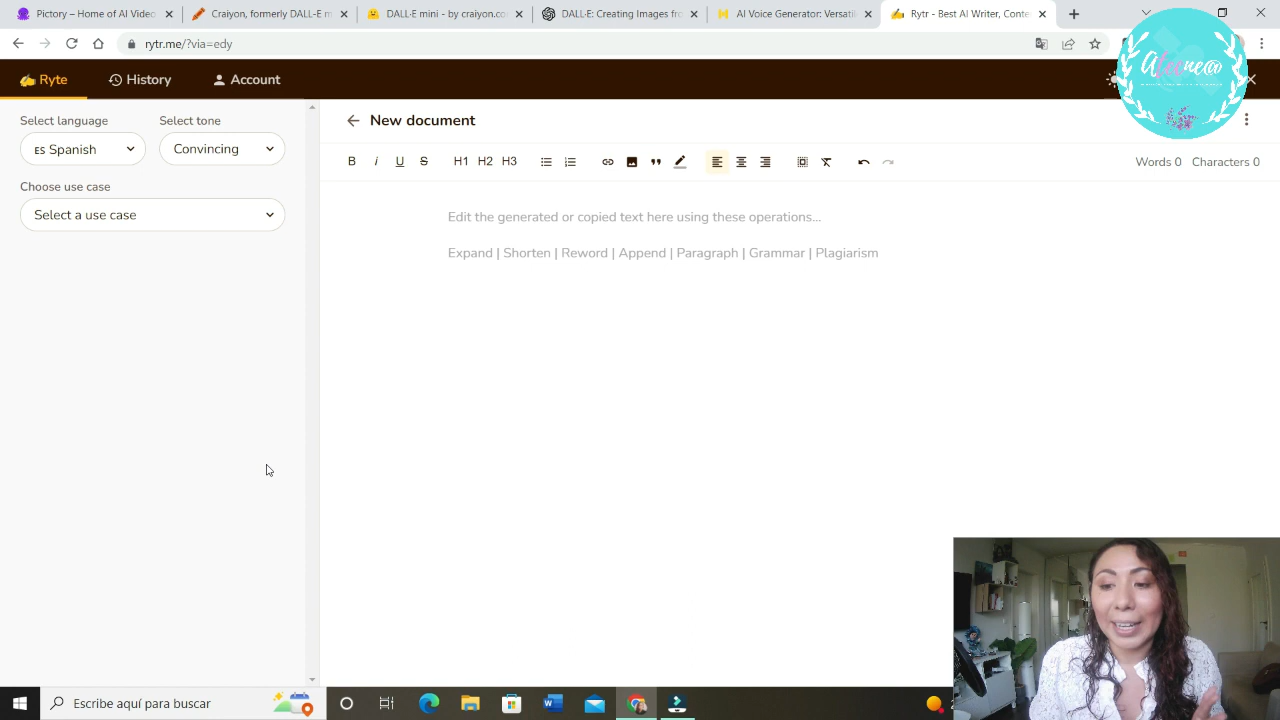 Pictory – Home of AI Video
Craiyon, formerly DALL-E m
DALL-E mini - by craiyon.co
DALL·E: Creating Images fro
AI Voice Generator: Versatil
Rytr - Best AI Writer, Conte
rytr.me/?via=edy
Ryte
History
Account
Select language
Select tone
ES Spanish
Convincing
Choose use case
Select a use case
New document
B i U S H1 H2 H3
Words 0 Characters 0
Edit the generated or copied text here using these operations...
Expand | Shorten | Reword | Append | Paragraph | Grammar | Plagiarism
Escribe aquí para buscar